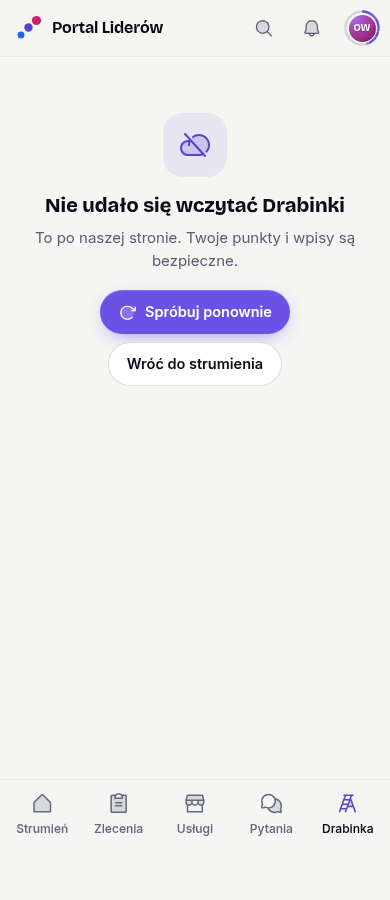 Portal Liderów
OW
Nie udało się wczytać Drabinki
To po naszej stronie. Twoje punkty i wpisy są
bezpieczne.
Spróbuj ponownie
Wróć do strumienia
Strumień
Zlecenia
Usługi
Pytania
Drabinka